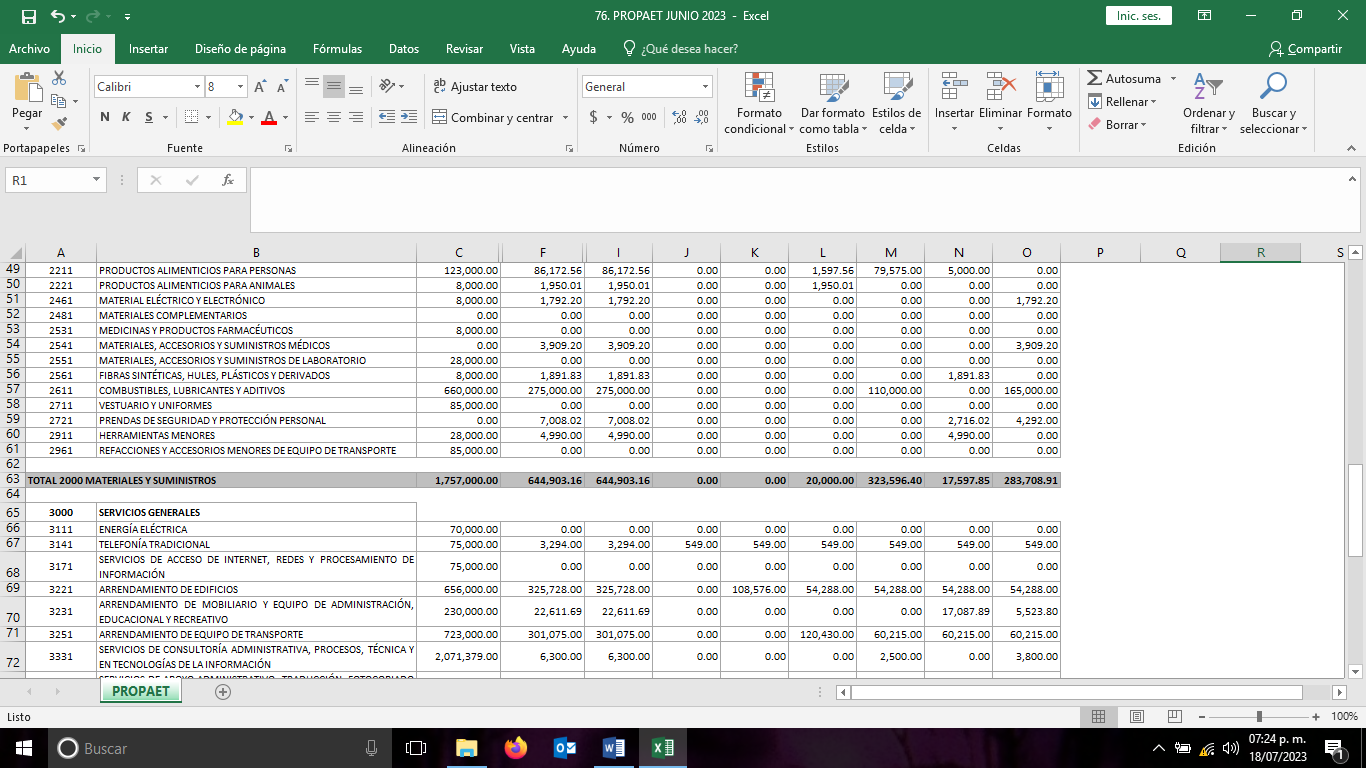 76. PROPAET JUNIO 2023 - Excel
Inic. ses.
Archivo Inicio Insertar Diseño de página Fórmulas Datos Revisar Vista Ayuda ¿Qué desea hacer? Compartir
Pegar
Calibri 8
N K S
Ajustar texto
Combinar y centrar
General
$ % 000
Formato condicional
Dar formato como tabla
Estilos de celda
Insertar Eliminar Formato
Autosuma
Rellenar
Borrar
Ordenar y filtrar
Buscar y seleccionar
Portapapeles Fuente Alineación Número Estilos Celdas Edición
R1 fx
A B C F I J K L M N O P Q R S
49 2211 PRODUCTOS ALIMENTICIOS PARA PERSONAS 123,000.00 86,172.56 86,172.56 0.00 0.00 1,597.56 79,575.00 5,000.00 0.00
50 2221 PRODUCTOS ALIMENTICIOS PARA ANIMALES 8,000.00 1,950.01 1,950.01 0.00 0.00 1,950.01 0.00 0.00 0.00
51 2461 MATERIAL ELÉCTRICO Y ELECTRÓNICO 8,000.00 1,792.20 1,792.20 0.00 0.00 0.00 0.00 0.00 1,792.20
52 2481 MATERIALES COMPLEMENTARIOS 0.00 0.00 0.00 0.00 0.00 0.00 0.00 0.00 0.00
53 2531 MEDICINAS Y PRODUCTOS FARMACÉUTICOS 8,000.00 0.00 0.00 0.00 0.00 0.00 0.00 0.00 0.00
54 2541 MATERIALES, ACCESORIOS Y SUMINISTROS MÉDICOS 0.00 3,909.20 3,909.20 0.00 0.00 0.00 0.00 0.00 3,909.20
55 2551 MATERIALES, ACCESORIOS Y SUMINISTROS DE LABORATORIO 28,000.00 0.00 0.00 0.00 0.00 0.00 0.00 0.00 0.00
56 2561 FIBRAS SINTÉTICAS, HULES, PLÁSTICOS Y DERIVADOS 8,000.00 1,891.83 1,891.83 0.00 0.00 0.00 0.00 1,891.83 0.00
57 2611 COMBUSTIBLES, LUBRICANTES Y ADITIVOS 660,000.00 275,000.00 275,000.00 0.00 0.00 0.00 110,000.00 0.00 165,000.00
58 2711 VESTUARIO Y UNIFORMES 85,000.00 0.00 0.00 0.00 0.00 0.00 0.00 0.00 0.00
59 2721 PRENDAS DE SEGURIDAD Y PROTECCIÓN PERSONAL 0.00 7,008.02 7,008.02 0.00 0.00 0.00 0.00 2,716.02 4,292.00
60 2911 HERRAMIENTAS MENORES 28,000.00 4,990.00 4,990.00 0.00 0.00 0.00 0.00 4,990.00 0.00
61 2961 REFACCIONES Y ACCESORIOS MENORES DE EQUIPO DE TRANSPORTE 85,000.00 0.00 0.00 0.00 0.00 0.00 0.00 0.00 0.00
62
63 TOTAL 2000 MATERIALES Y SUMINISTROS 1,757,000.00 644,903.16 644,903.16 0.00 0.00 20,000.00 323,596.40 17,597.85 283,708.91
64
65 3000 SERVICIOS GENERALES
66 3111 ENERGÍA ELÉCTRICA 70,000.00 0.00 0.00 0.00 0.00 0.00 0.00 0.00 0.00
67 3141 TELEFONÍA TRADICIONAL 75,000.00 3,294.00 3,294.00 549.00 549.00 549.00 549.00 549.00 549.00
68 3171 SERVICIOS DE ACCESO DE INTERNET, REDES Y PROCESAMIENTO DE
INFORMACIÓN 75,000.00 0.00 0.00 0.00 0.00 0.00 0.00 0.00 0.00
69 3221 ARRENDAMIENTO DE EDIFICIOS 656,000.00 325,728.00 325,728.00 0.00 108,576.00 54,288.00 54,288.00 54,288.00 54,288.00
70 3231 ARRENDAMIENTO DE MOBILIARIO Y EQUIPO DE ADMINISTRACIÓN,
EDUCACIONAL Y RECREATIVO 230,000.00 22,611.69 22,611.69 0.00 0.00 0.00 0.00 17,087.89 5,523.80
71 3251 ARRENDAMIENTO DE EQUIPO DE TRANSPORTE 723,000.00 301,075.00 301,075.00 0.00 0.00 120,430.00 60,215.00 60,215.00 60,215.00
72 3331 SERVICIOS DE CONSULTORÍA ADMINISTRATIVA, PROCESOS, TÉCNICA Y
EN TECNOLOGÍAS DE LA INFORMACIÓN 2,071,379.00 6,300.00 6,300.00 0.00 0.00 0.00 2,500.00 0.00 3,800.00
PROPAET
Listo 100%
Buscar
07:24 p. m.
18/07/2023
1